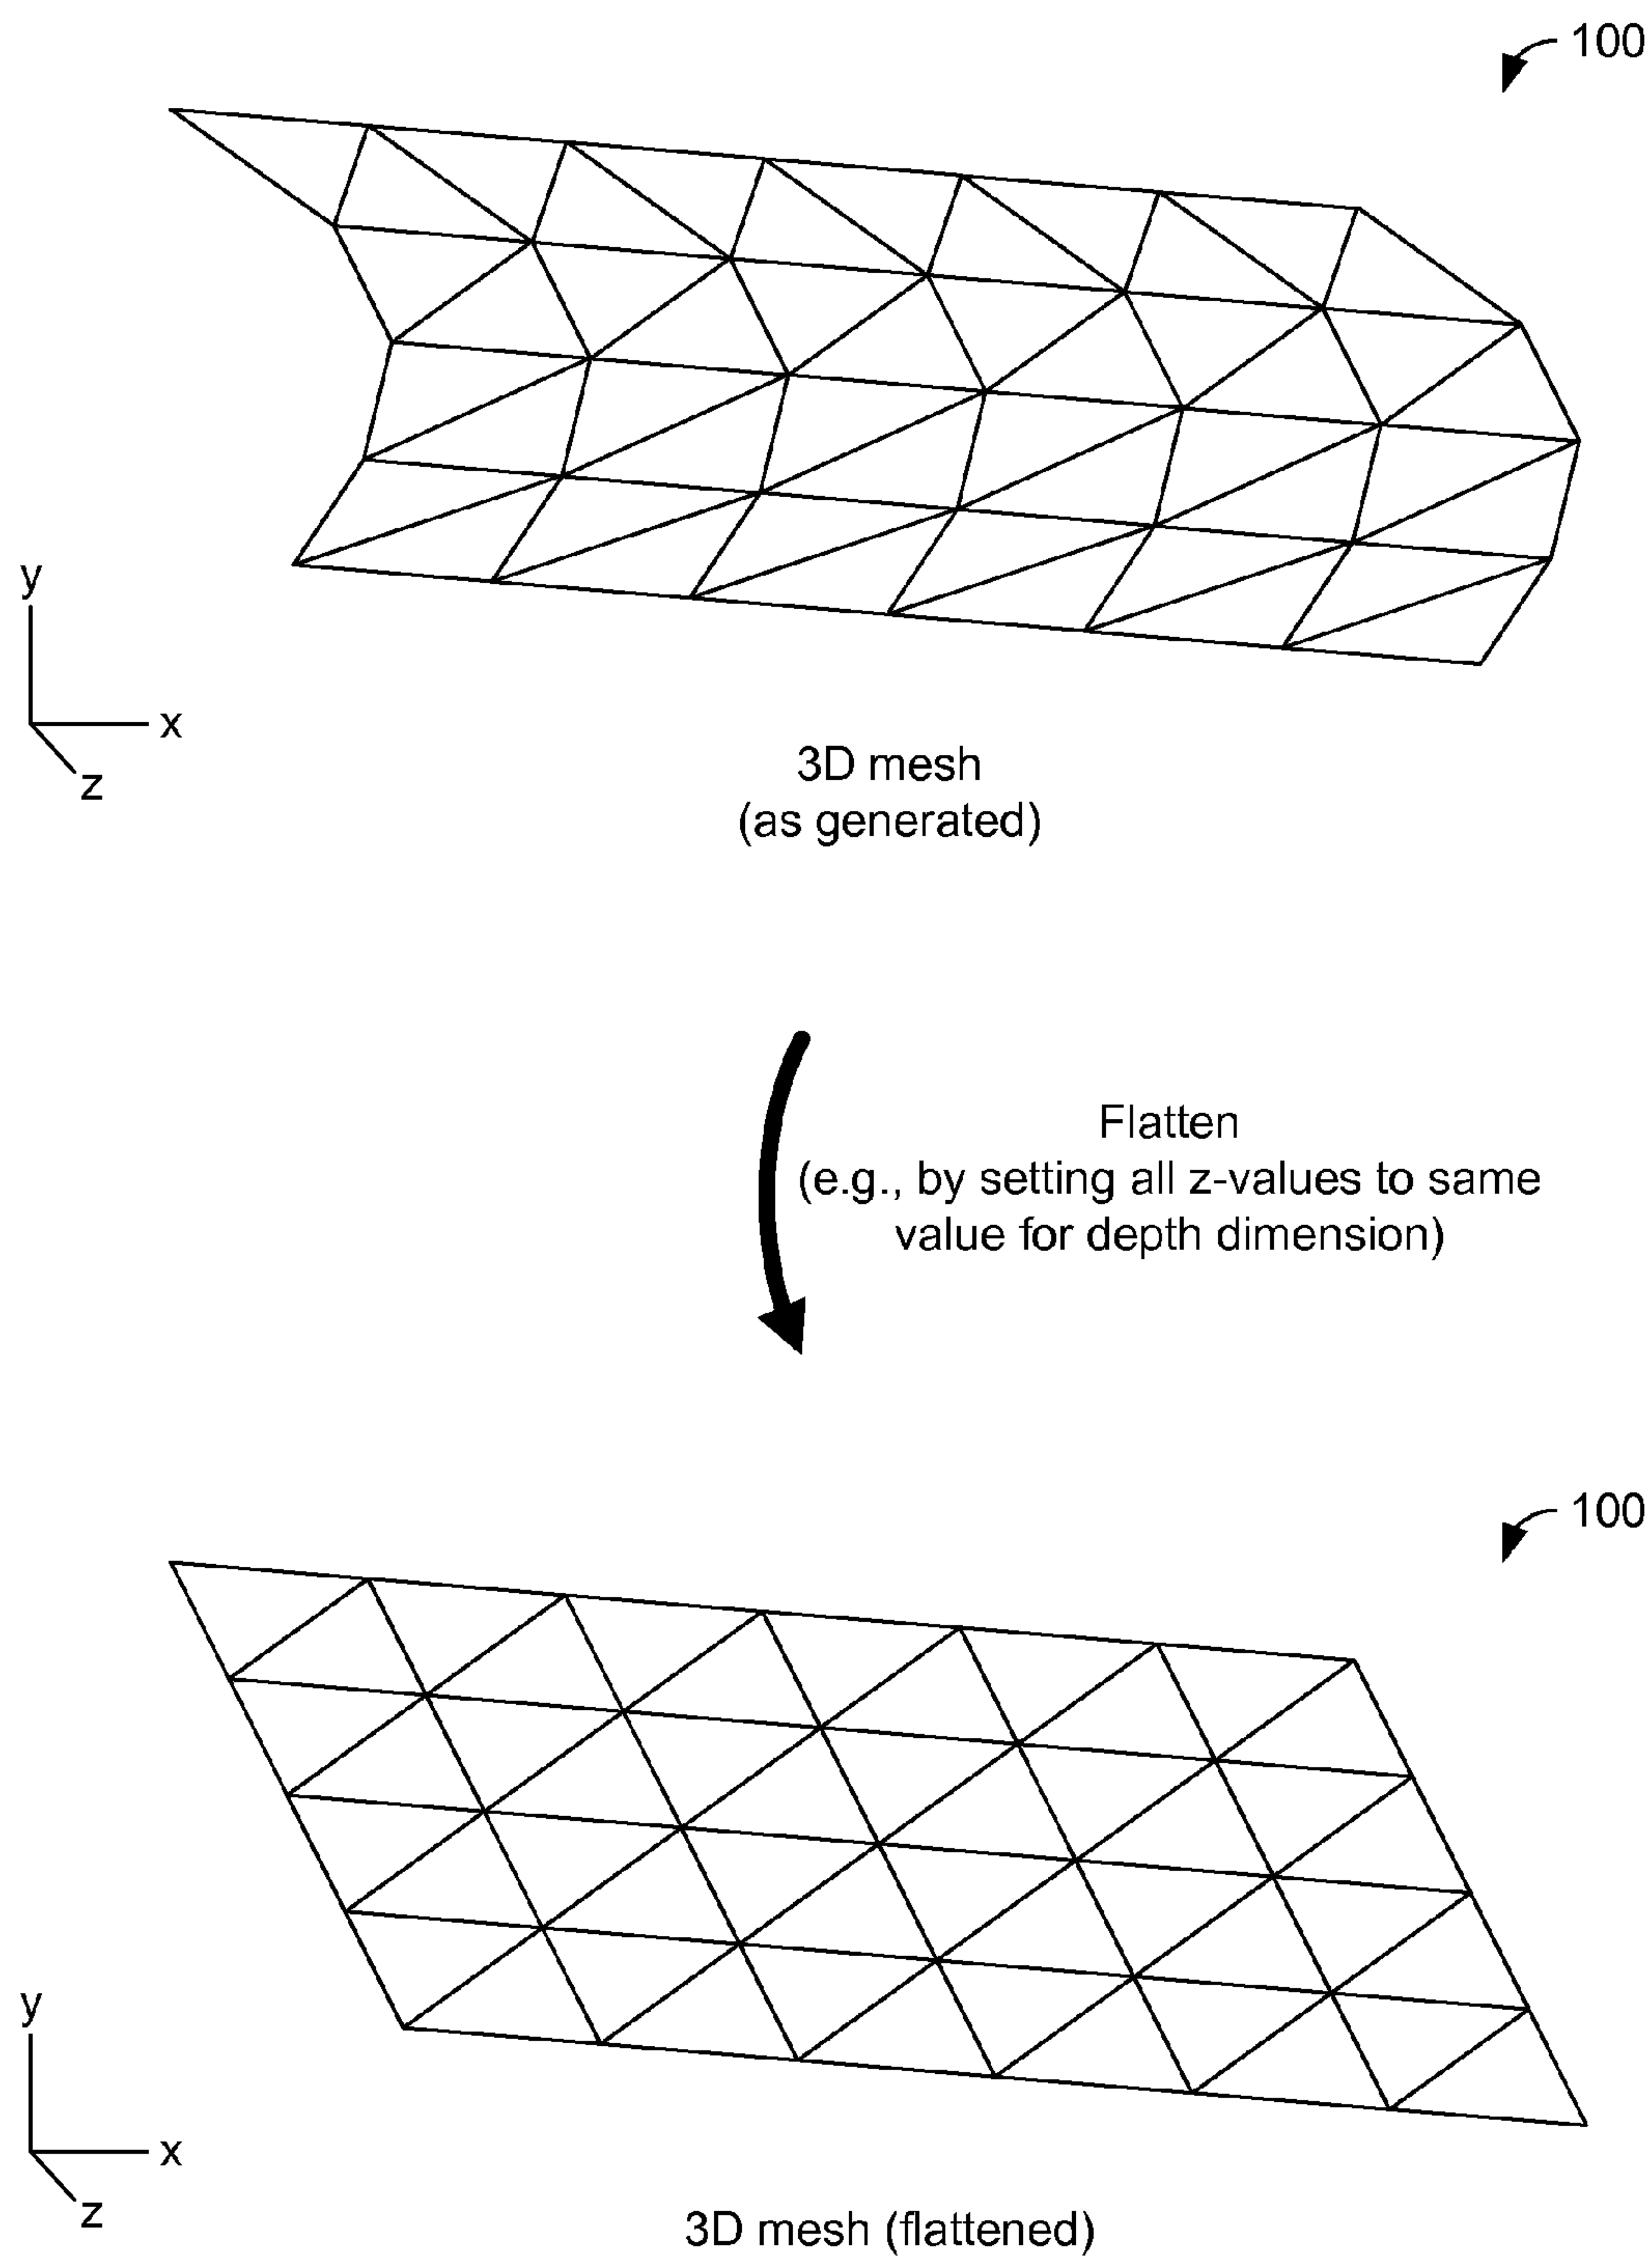 100
y
x
z
3D mesh
(as generated)
Flatten
(e.g., by setting all z-values to same
value for depth dimension)
100
y
x
z
3D mesh (flattened)